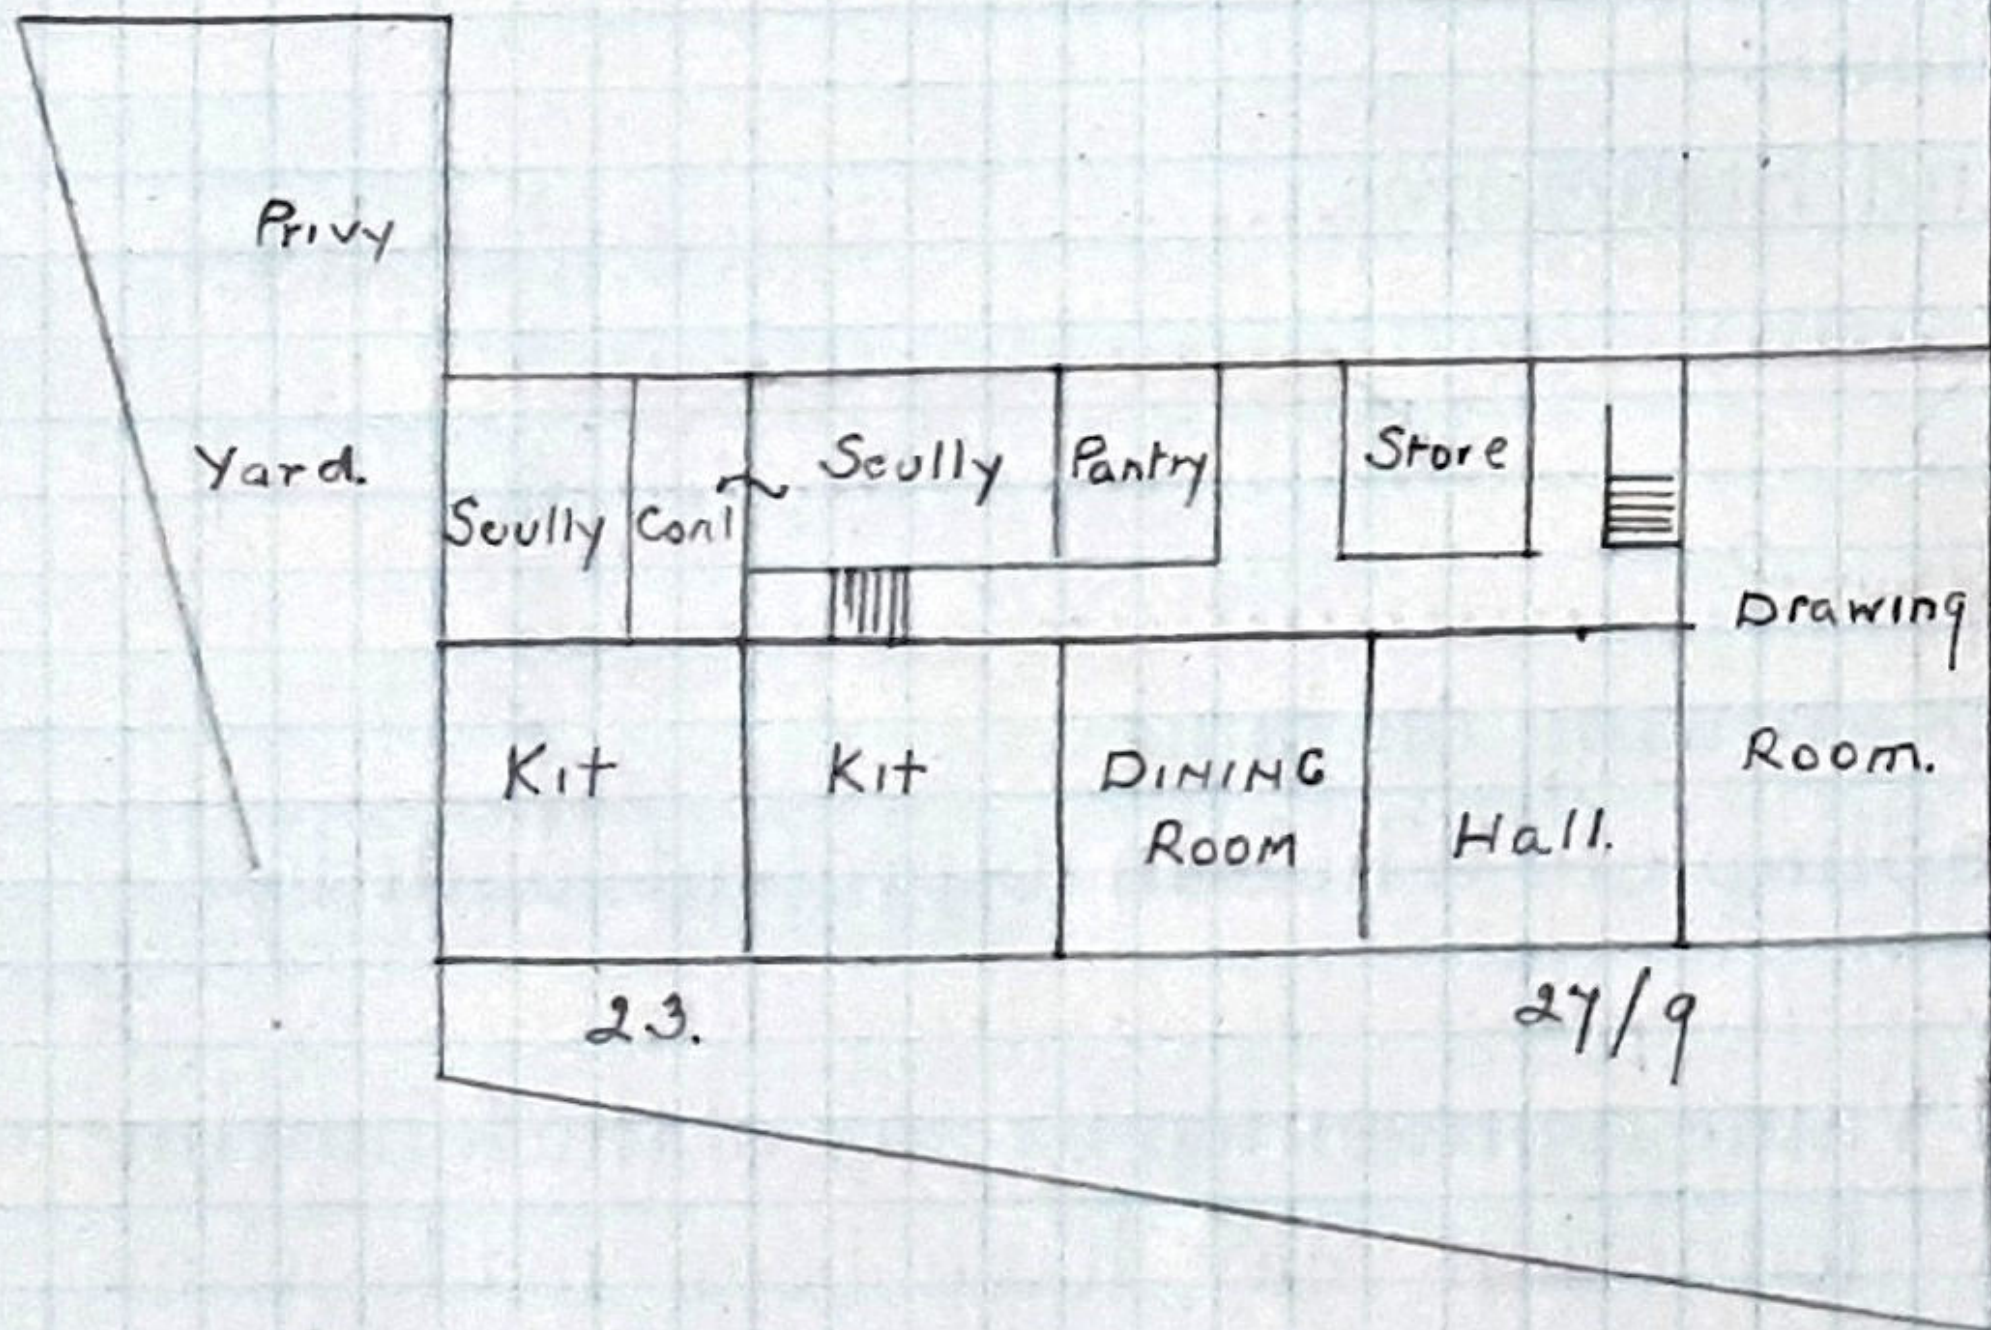 Privy
Yard.
Scully
Coal
Scully
Pantry
Store
Drawing
Room.
Kit
Kit
DINING
ROOM
Hall.
23.
27/9